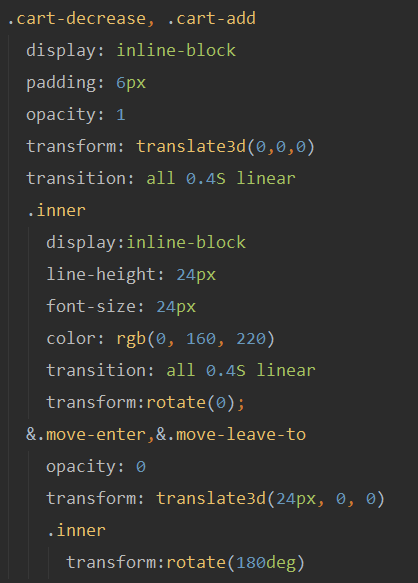 .cart-decrease, .cart-add
display: inline-block
padding: 6px
opacity: 1
transform: translate3d(0,0,0)
transition: all 0.4S linear
.inner
display:inline-block
line-height: 24px
font-size: 24px
color: rgb(0, 160, 220)
transition: all 0.4S linear
transform:rotate(0);
&.move-enter,&.move-leave-to
opacity: 0
transform: translate3d(24px, 0, 0)
.inner
transform:rotate(180deg)